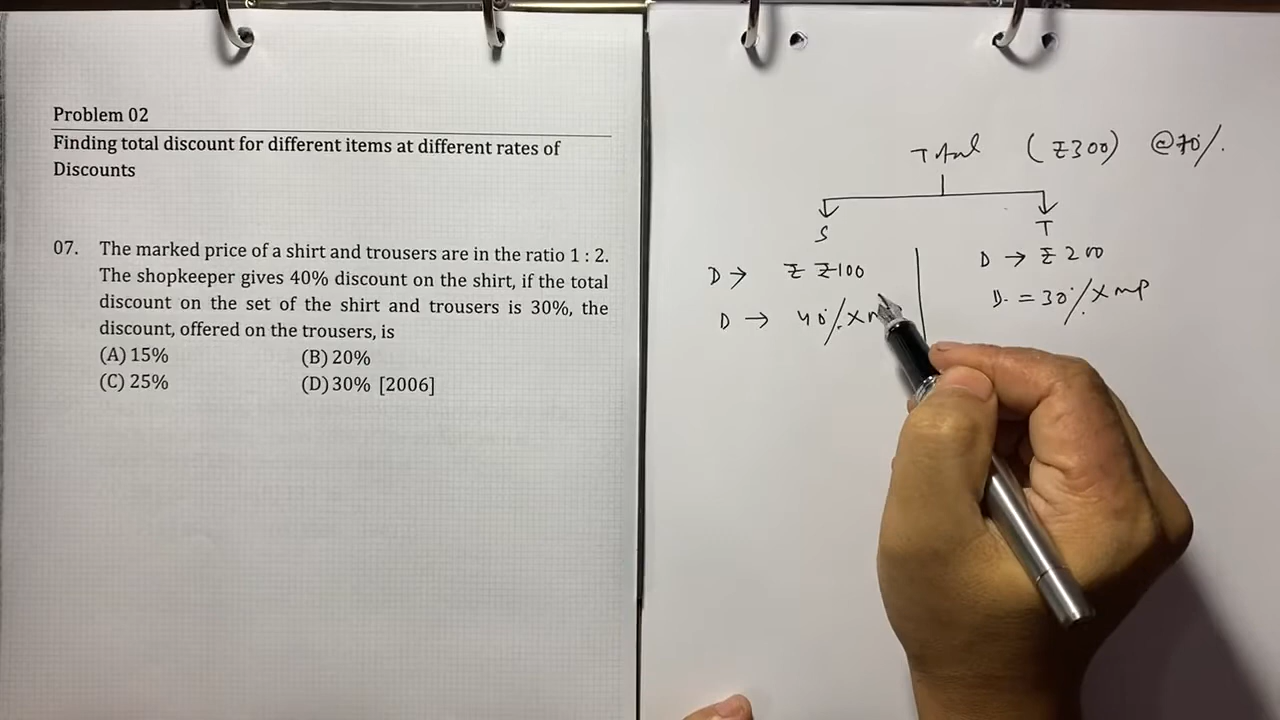 Problem 02
Finding total discount for different items at different rates of
Discounts
07. The marked price of a shirt and trousers are in the ratio 1 : 2.
The shopkeeper gives 40% discount on the shirt, if the total
discount on the set of the shirt and trousers is 30%, the
discount, offered on the trousers, is
(A) 15% (B) 20%
(C) 25% (D) 30% [2006]
Total (₹300) @70%.
S T
D → ₹ ₹100 D → ₹200
D → 40% × D. = 30% × MP